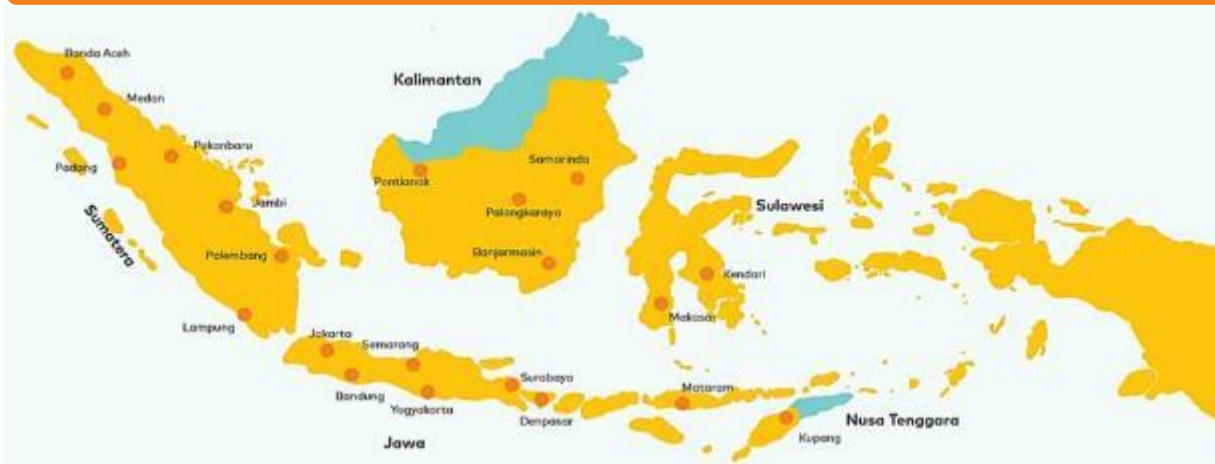 Banda Aceh
Medan
Kalimantan
Pekanbaru
Padang
Samarinda
Pontianak
Jambi
Palangkaraya
Sulawesi
Sumatera
Palembang
Banjarmasin
Kendari
Makasar
Lampung
Jakarta
Semarang
Surabaya
Mataram
Bandung
Yogyakarta
Denpasar
Nusa Tenggara
Jawa
Kupang